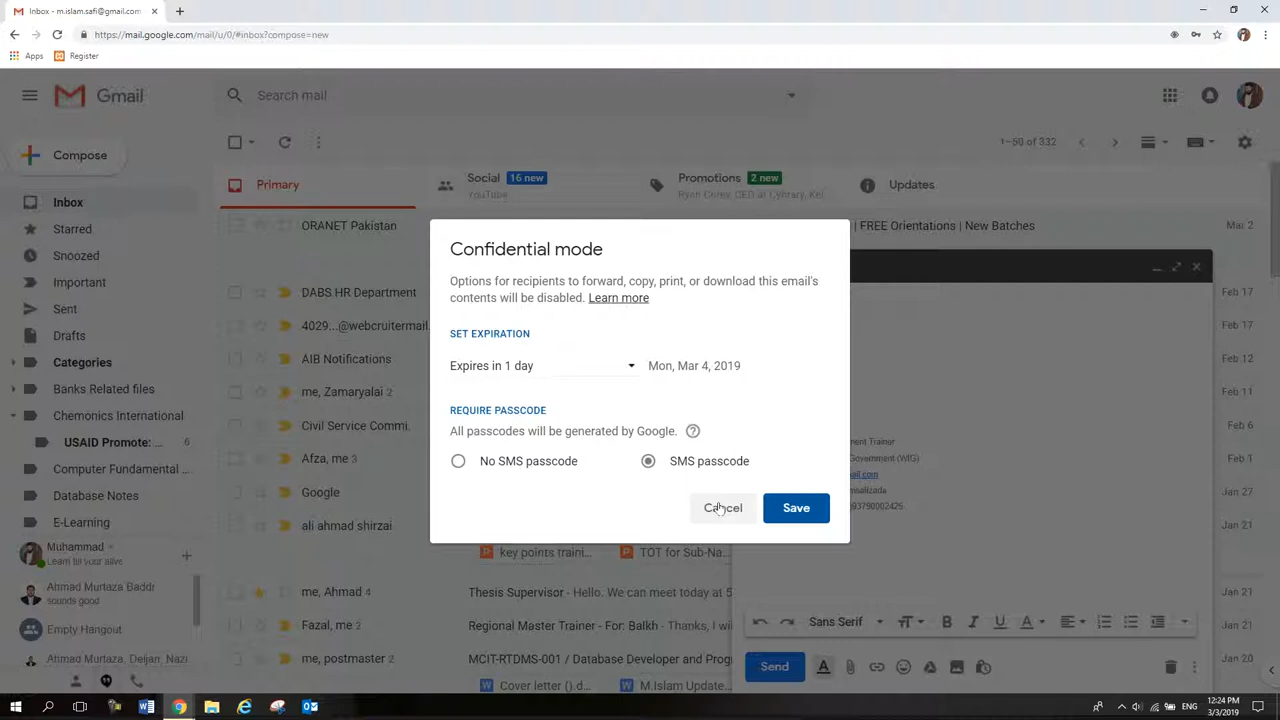 Inbox - m.islam.safi@gmail.com
https://mail.google.com/mail/u/0/#inbox?compose=new
Apps Register
Gmail
Search mail
Compose
1–50 of 332
Primary
Social 16 new
YouTube
Promotions 2 new
Updates
Inbox
Starred
Snoozed
Important
Sent
Drafts
Categories
Banks Related files
Chemonics International
USAID Promote: ... 6
Computer Fundamental ...
Database Notes
E-Learning
Muhammad
Ahmad Murtaza Baddr
sounds good
Empty Hangout
Ahmad Murtaza, Deljan, Nazi
ORANET Pakistan
| FREE Orientations | New Batches
Mar 2
DABS HR Department
Feb 17
4029...@webcruitermail.
Feb 17
AIB Notifications
Feb 12
me, Zamaryalai 2
Feb 11
Civil Service Commi.
Feb 6
Afza, me 3
Feb 1
Google
Jan 27
ali ahmad shirzai
Jan 21
key points traini...
TOT for Sub-Na...
me, Ahmad 4
Thesis Supervisor - Hello. We can meet today at 5
Jan 21
Fazal, me 2
Regional Master Trainer - For: Balkh - Thanks, I wi
Jan 21
me, postmaster 2
MCIT-RTDMS-001 / Database Developer and Prog
Jan 20
Cover letter ().d...
M.Islam Update...
Confidential mode
Options for recipients to forward, copy, print, or download this email's
contents will be disabled. Learn more
SET EXPIRATION
Expires in 1 day
Mon, Mar 4, 2019
REQUIRE PASSCODE
All passcodes will be generated by Google.
No SMS passcode
SMS passcode
Cancel
Save
ment Trainer
Government (WIG)
ail.com
Sans Serif
Send
ENG
12:24 PM
3/3/2019